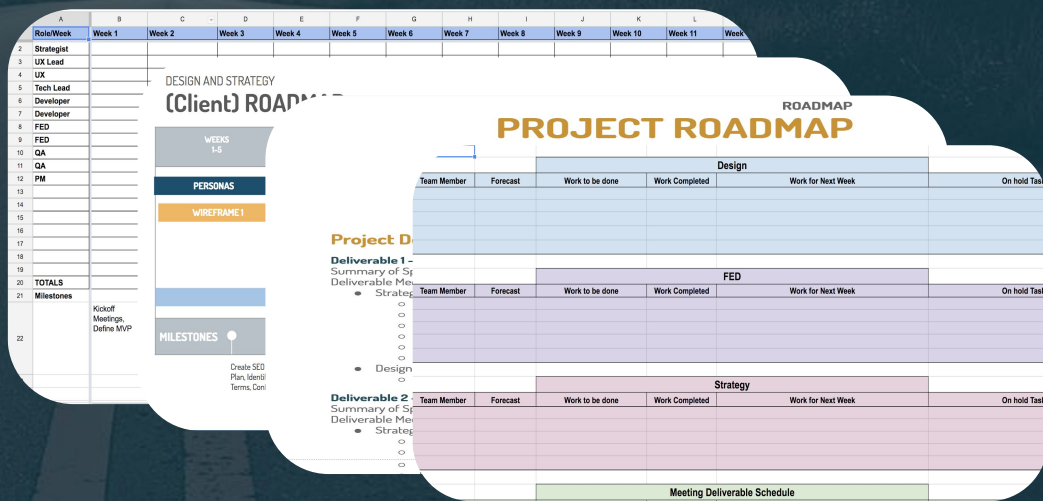 A B C D E F G H I J K L
Role/Week Week 1 Week 2 Week 3 Week 4 Week 5 Week 6 Week 7 Week 8 Week 9 Week 10 Week 11 Week
2 Strategist
3 UX Lead
4 UX
5 Tech Lead
6 Developer
7 Developer
8 FED
9 FED
10 QA
11 QA
12 PM
13
14
15
16
17
18
19
20 TOTALS
21 Milestones
22
Kickoff
Meetings,
Define MVP
DESIGN AND STRATEGY
(Client) ROADMAP
WEEKS
1-5
PERSONAS
WIREFRAME 1
MILESTONES
Create SEO
Plan, Identif
Terms, Con
ROADMAP
PROJECT ROADMAP
Project D
Deliverable 1 –
Summary of Sp
Deliverable Me
Strateg
Design
Deliverable 2
Summary of Sp
Deliverable Me
Strateg
Design
Team Member Forecast Work to be done Work Completed Work for Next Week On hold Task
FED
Team Member Forecast Work to be done Work Completed Work for Next Week On hold Task
Strategy
Team Member Forecast Work to be done Work Completed Work for Next Week On hold Task
Meeting Deliverable Schedule